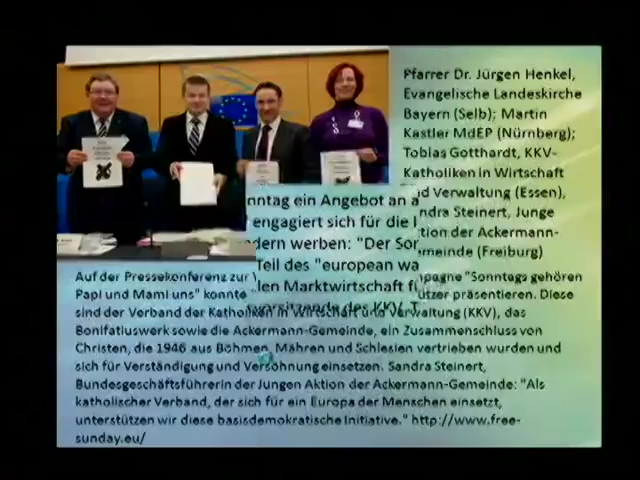 Pfarrer Dr. Jürgen Henkel,
Evangelische Landeskirche
Bayern (Selb); Martin
Kastler MdEP (Nürnberg);
Tobias Gotthardt, KKV-
Katholiken in Wirtschaft
und Verwaltung (Essen),
ndra Steinert, Junge
tion der Ackermann-
meinde (Freiburg)
nntag ein Angebot an a
engagiert sich für die
dern werben: "Der Son
Teil des "european wa
len Marktwirtschaft f
Auf der Pressekonferenz zur
pagne "Sonntags gehören
Papi und Mami uns" konnte
ützer präsentieren. Diese
sind der Verband der Katholiken in Wirtschaft und Verwaltung (KKV), das
Bonifatiuswerk sowie die Ackermann-Gemeinde, ein Zusammenschluss von
Christen, die 1946 aus Böhmen, Mähren und Schlesien vertrieben wurden und
sich für Verständigung und Versöhnung einsetzen. Sandra Steinert,
Bundesgeschäftsführerin der Jungen Aktion der Ackermann-Gemeinde: "Als
katholischer Verband, der sich für ein Europa der Menschen einsetzt,
unterstützen wir diese basisdemokratische Initiative." http://www.free-
sunday.eu/